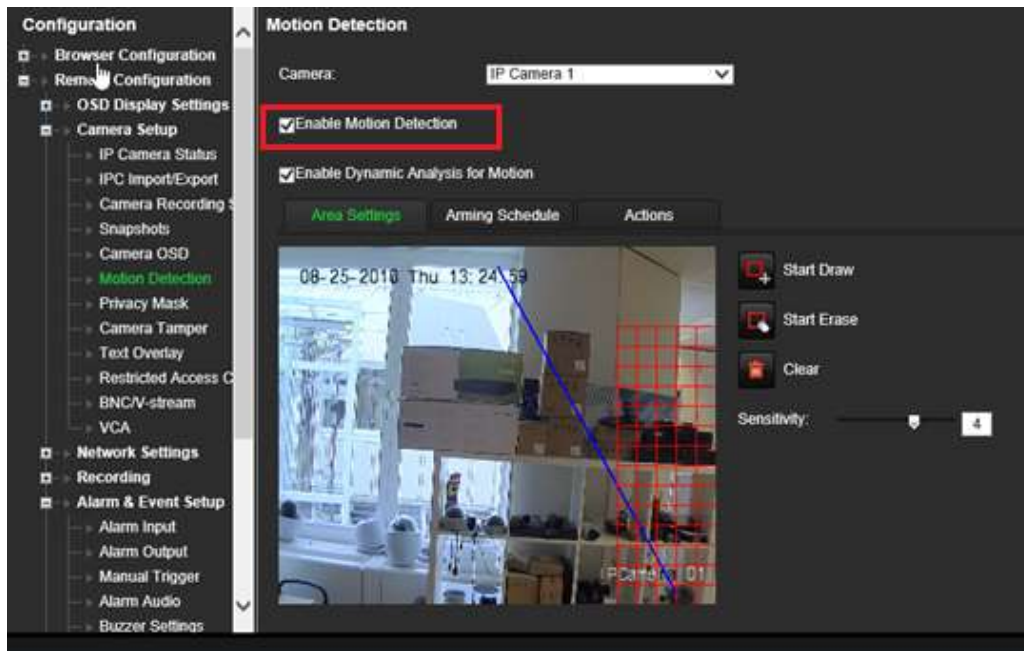 Configuration
Browser Configuration
Configuration
OSD Display Settings
Camera Setup
IP Camera Status
IPC Import/Export
Camera Recording
Snapshots
Camera OSD
Motion Detection
Privacy Mask
Camera Tamper
Text Overlay
Restricted Access C
BNC/V-stream
VCA
Network Settings
Recording
Alarm & Event Setup
Alarm Input
Alarm Output
Manual Trigger
Alarm Audio
Buzzer Settings
Motion Detection
Camera: IP Camera 1
Enable Motion Detection
Enable Dynamic Analysis for Motion
Area Settings Arming Schedule Actions
Thu 13:24:59
Start Draw
Start Erase
Clear
Sensitivity: 4
01